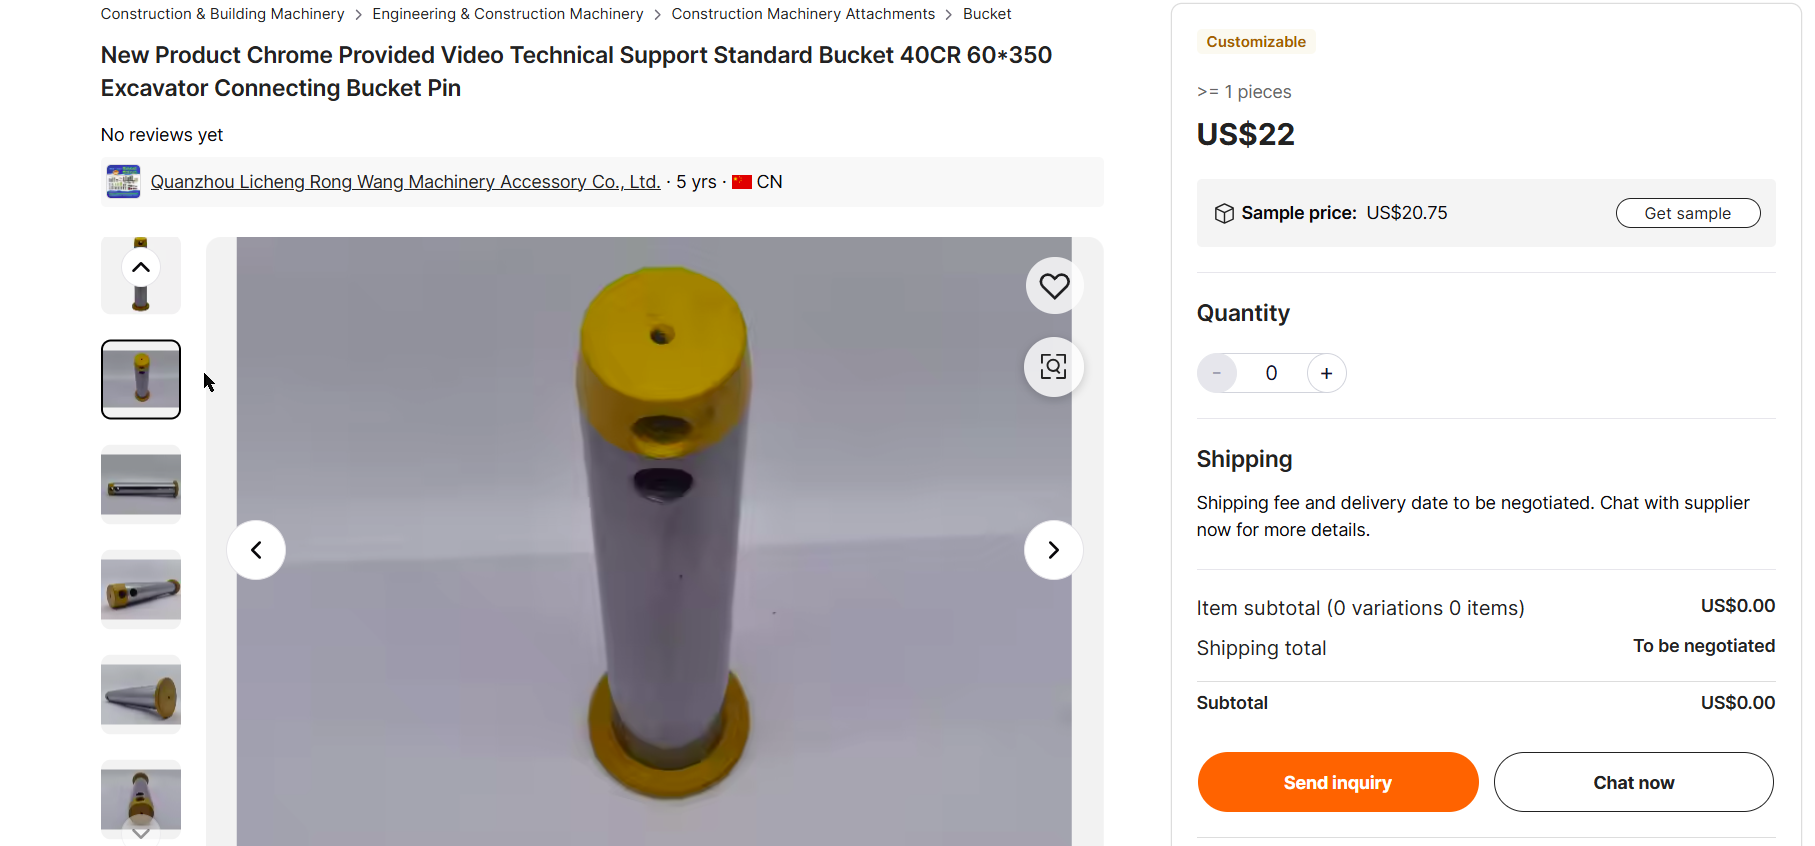 Construction & Building Machinery > Engineering & Construction Machinery > Construction Machinery Attachments > Bucket
New Product Chrome Provided Video Technical Support Standard Bucket 40CR 60*350
Excavator Connecting Bucket Pin
No reviews yet
Quanzhou Licheng Rong Wang Machinery Accessory Co., Ltd. · 5 yrs · CN
Customizable
>= 1 pieces
US$22
Sample price: US$20.75
Get sample
Quantity
- 0 +
Shipping
Shipping fee and delivery date to be negotiated. Chat with supplier
now for more details.
Item subtotal (0 variations 0 items) US$0.00
Shipping total To be negotiated
Subtotal US$0.00
Send inquiry Chat now